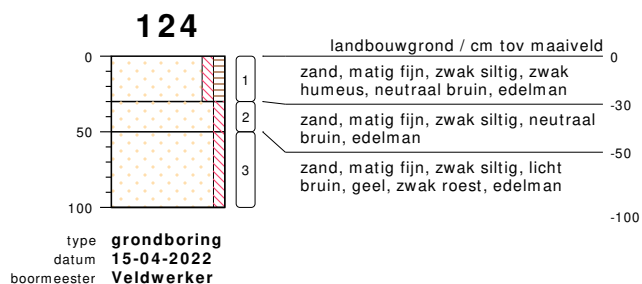 124
landbouwgrond / cm tov maaiveld
0
0
zand, matig fijn, zwak siltig, zwak
humeus, neutraal bruin, edelman
1
-30
zand, matig fijn, zwak siltig, neutraal
bruin, edelman
2
50
-50
zand, matig fijn, zwak siltig, licht
bruin, geel, zwak roest, edelman
3
100
-100
type grondboring
datum 15-04-2022
boormeester Veldwerker